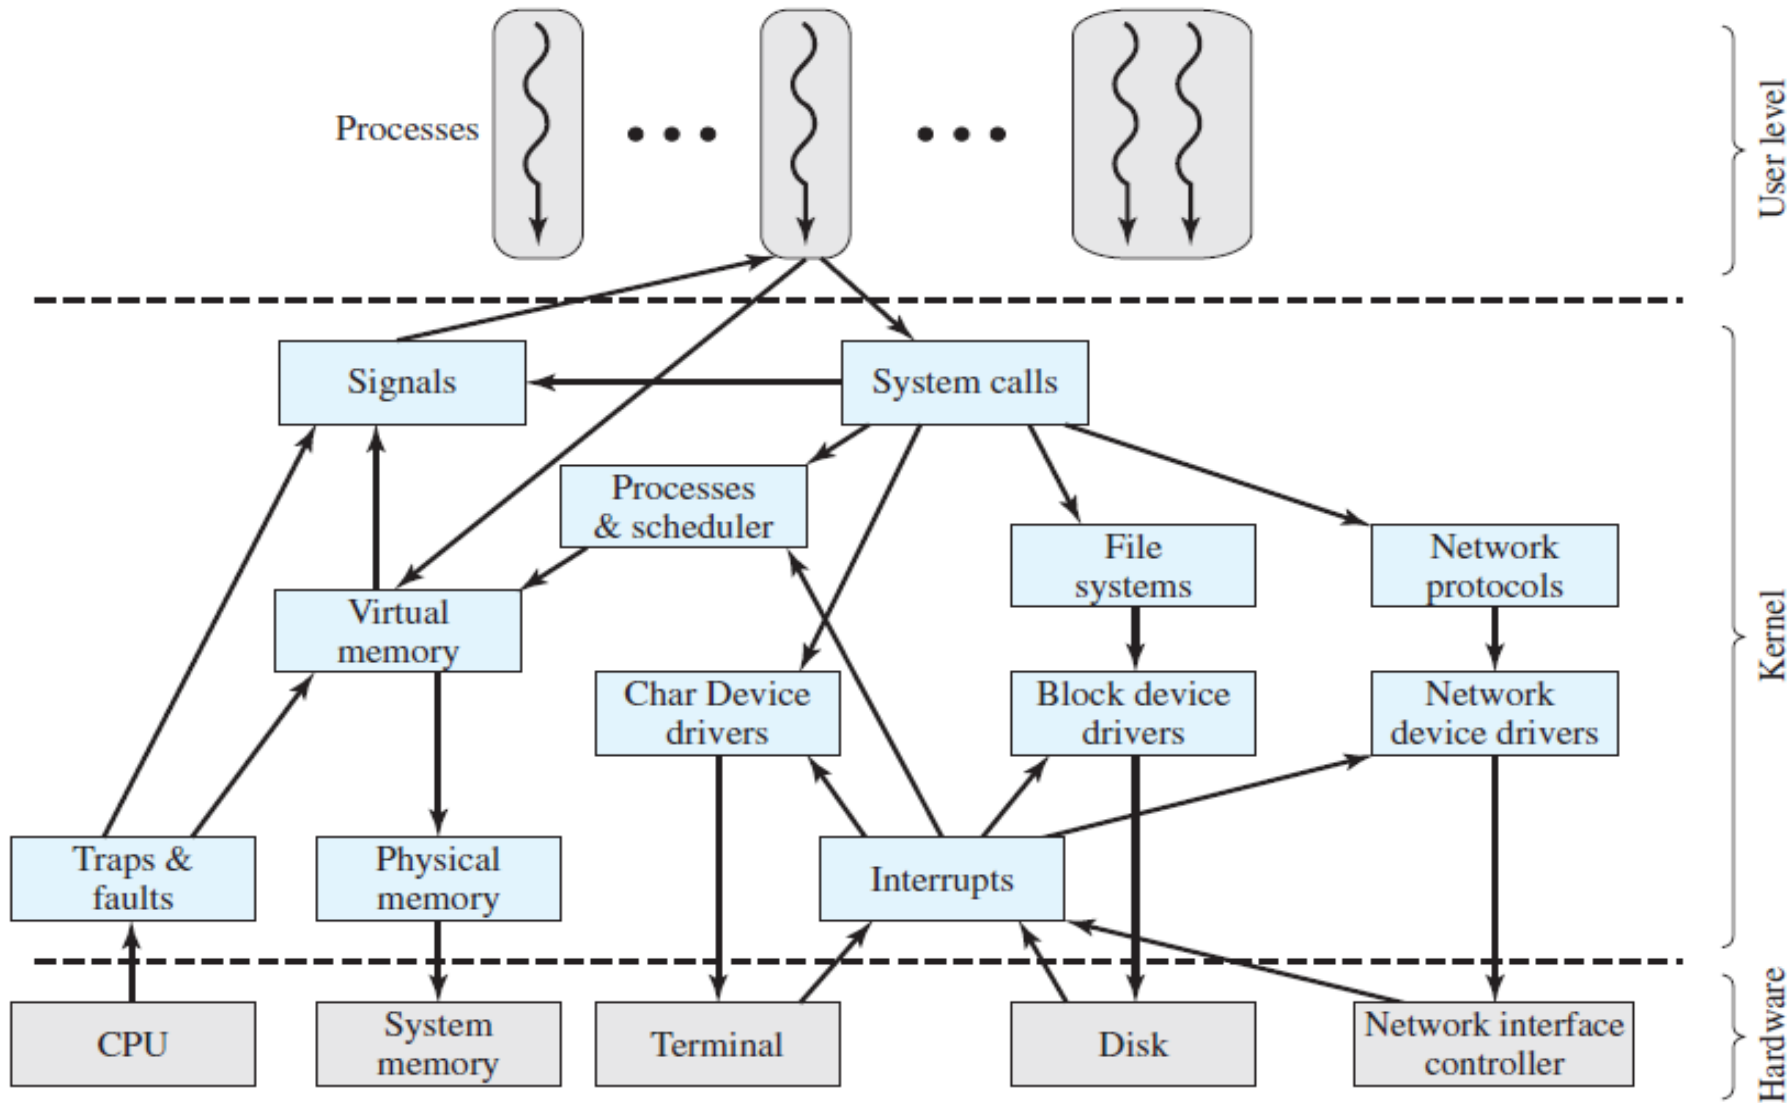 Processes
User level
Signals
System calls
Processes
& scheduler
File
systems
Network
protocols
Virtual
memory
Kernel
Char Device
drivers
Block device
drivers
Network
device drivers
Traps &
faults
Physical
memory
Interrupts
CPU
System
memory
Terminal
Disk
Network interface
controller
Hardware